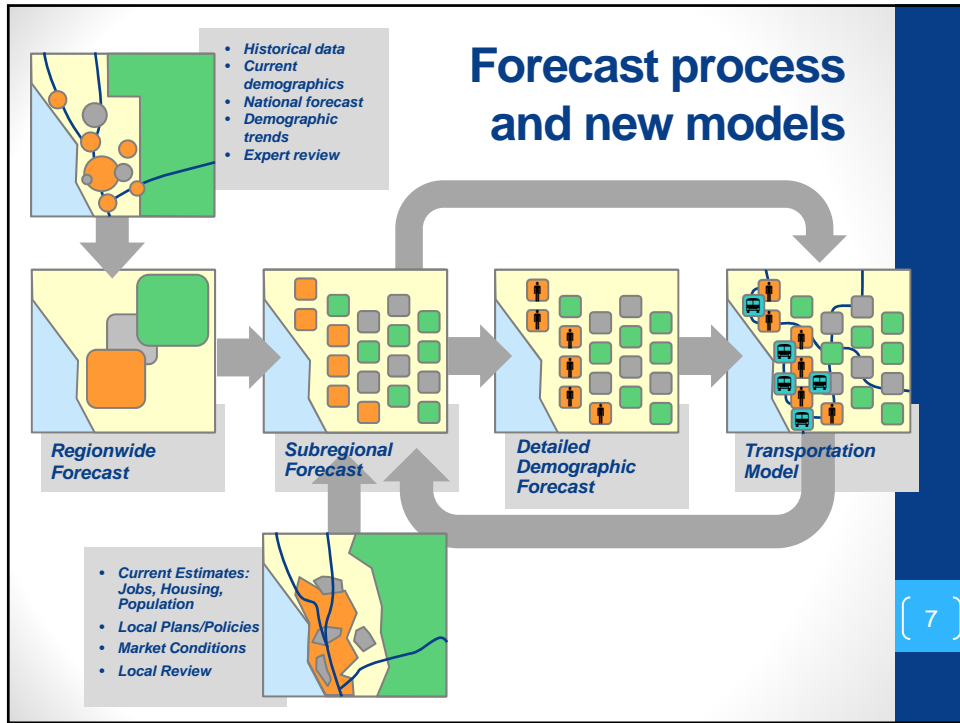 Forecast process
and new models
• Historical data
• Current
demographics
• National forecast
• Demographic
trends
• Expert review
Regionwide
Forecast
Subregional
Forecast
Detailed
Demographic
Forecast
Transportation
Model
• Current Estimates:
Jobs, Housing,
Population
• Local Plans/Policies
• Market Conditions
• Local Review
7